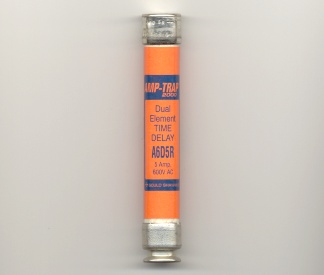 AMP-TRAP
2000
Dual
Element
TIME
DELAY
A6D5R
5 Amp
600V AC